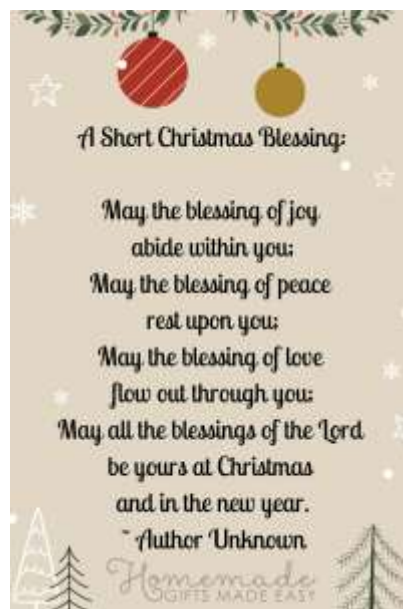 A Short Christmas Blessing:
May the blessing of joy
abide within you;
May the blessing of peace
rest upon you;
May the blessing of love
flow out through you;
May all the blessings of the Lord
be yours at Christmas
and in the new year.
~ Author Unknown
Homemade
GIFTS MADE EASY